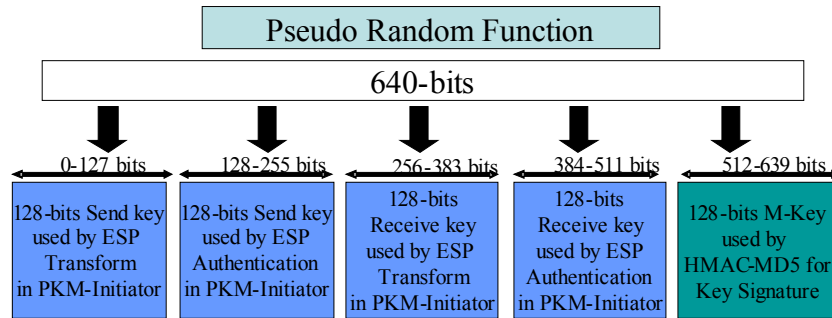 Pseudo Random Function
640-bits
0-127 bits
128-255 bits
256-383 bits
384-511 bits
512-639 bits
128-bits Send key
used by ESP
Transform
in PKM-Initiator
128-bits Send key
used by ESP
Authentication
in PKM-Initiator
128-bits
Receive key
used by ESP
Transform
in PKM-Initiator
128-bits
Receive key
used by ESP
Authentication
in PKM-Initiator
128-bits M-Key
used by
HMAC-MD5 for
Key Signature